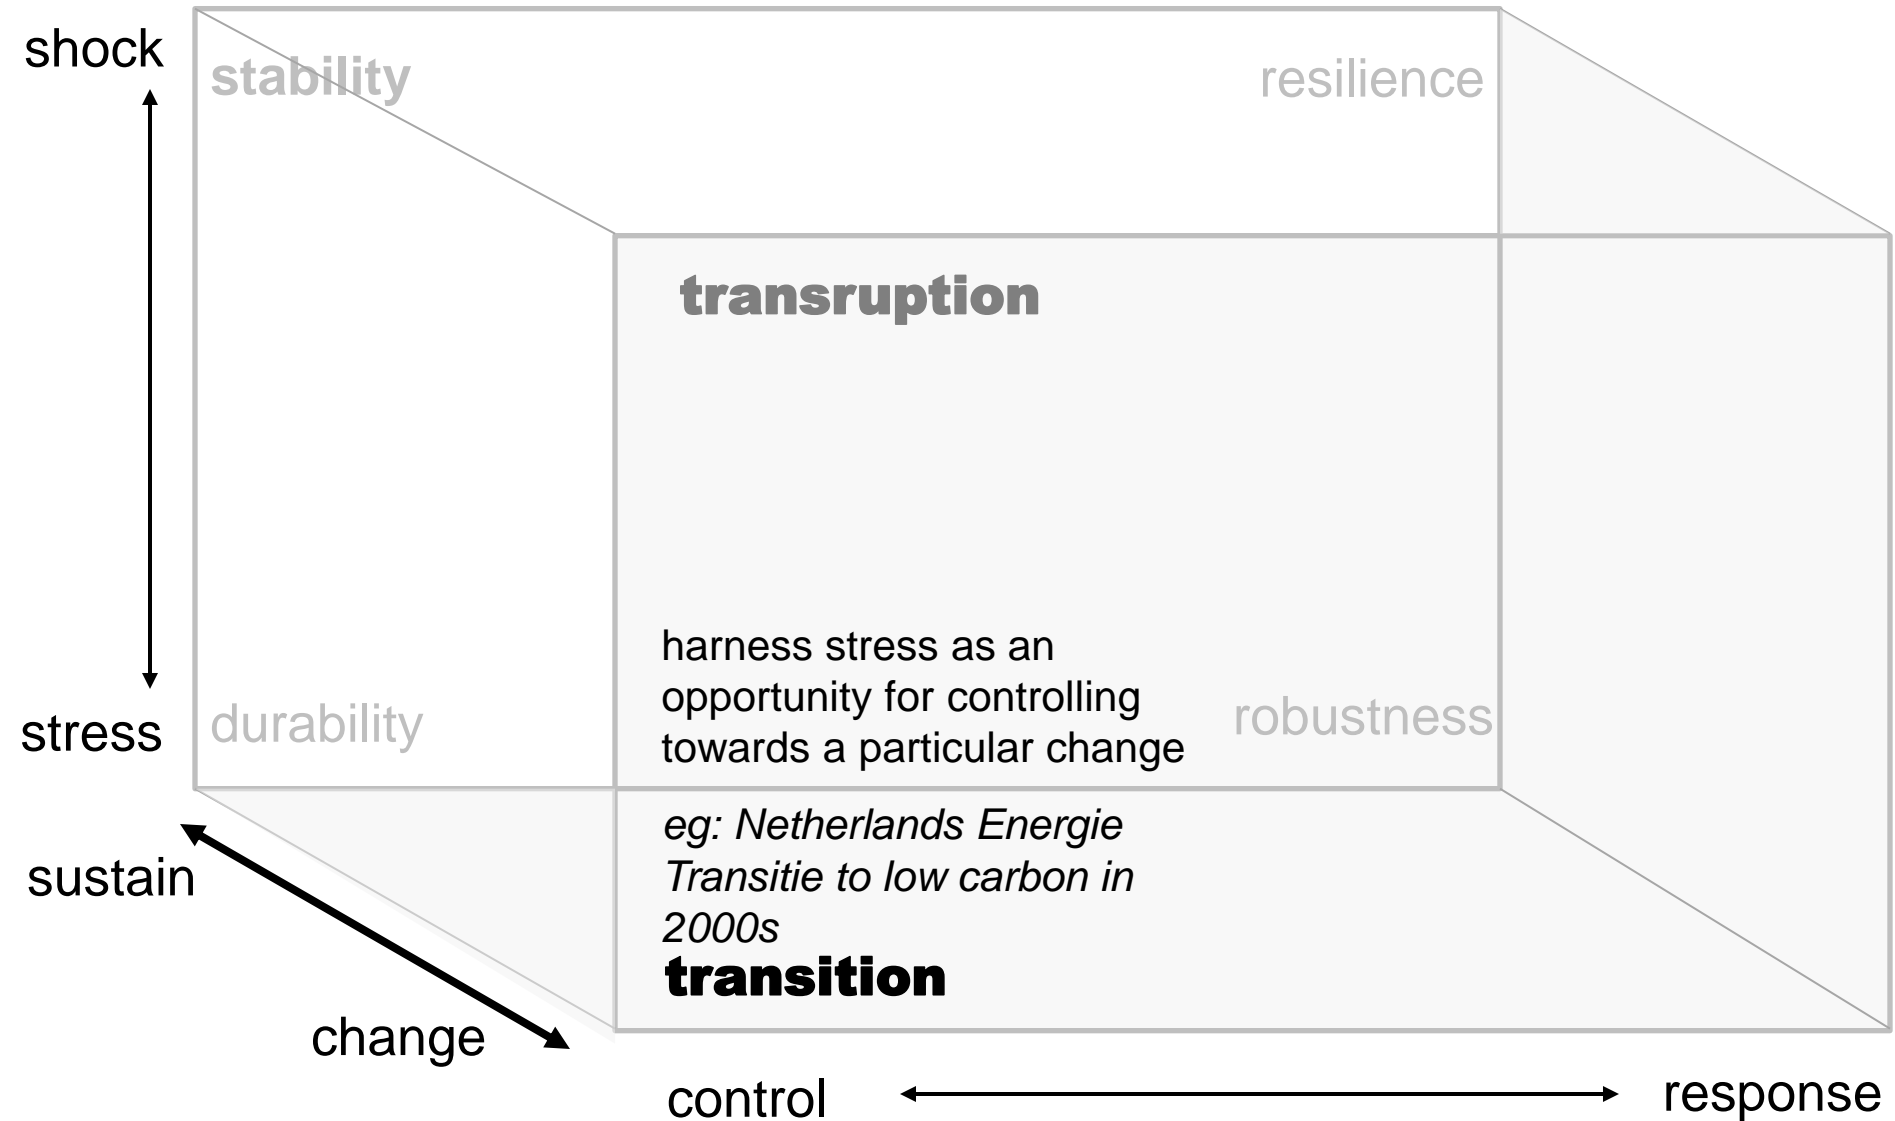 shock
stability
resilience
transruption
harness stress as an
opportunity for controlling
towards a particular change
stress
durability
robustness
eg: Netherlands Energie
Transitie to low carbon in
2000s
sustain
transition
change
control
response